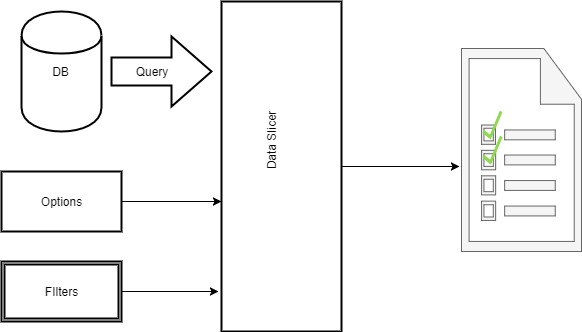 DB
Query
Data Slicer
Options
FIlters